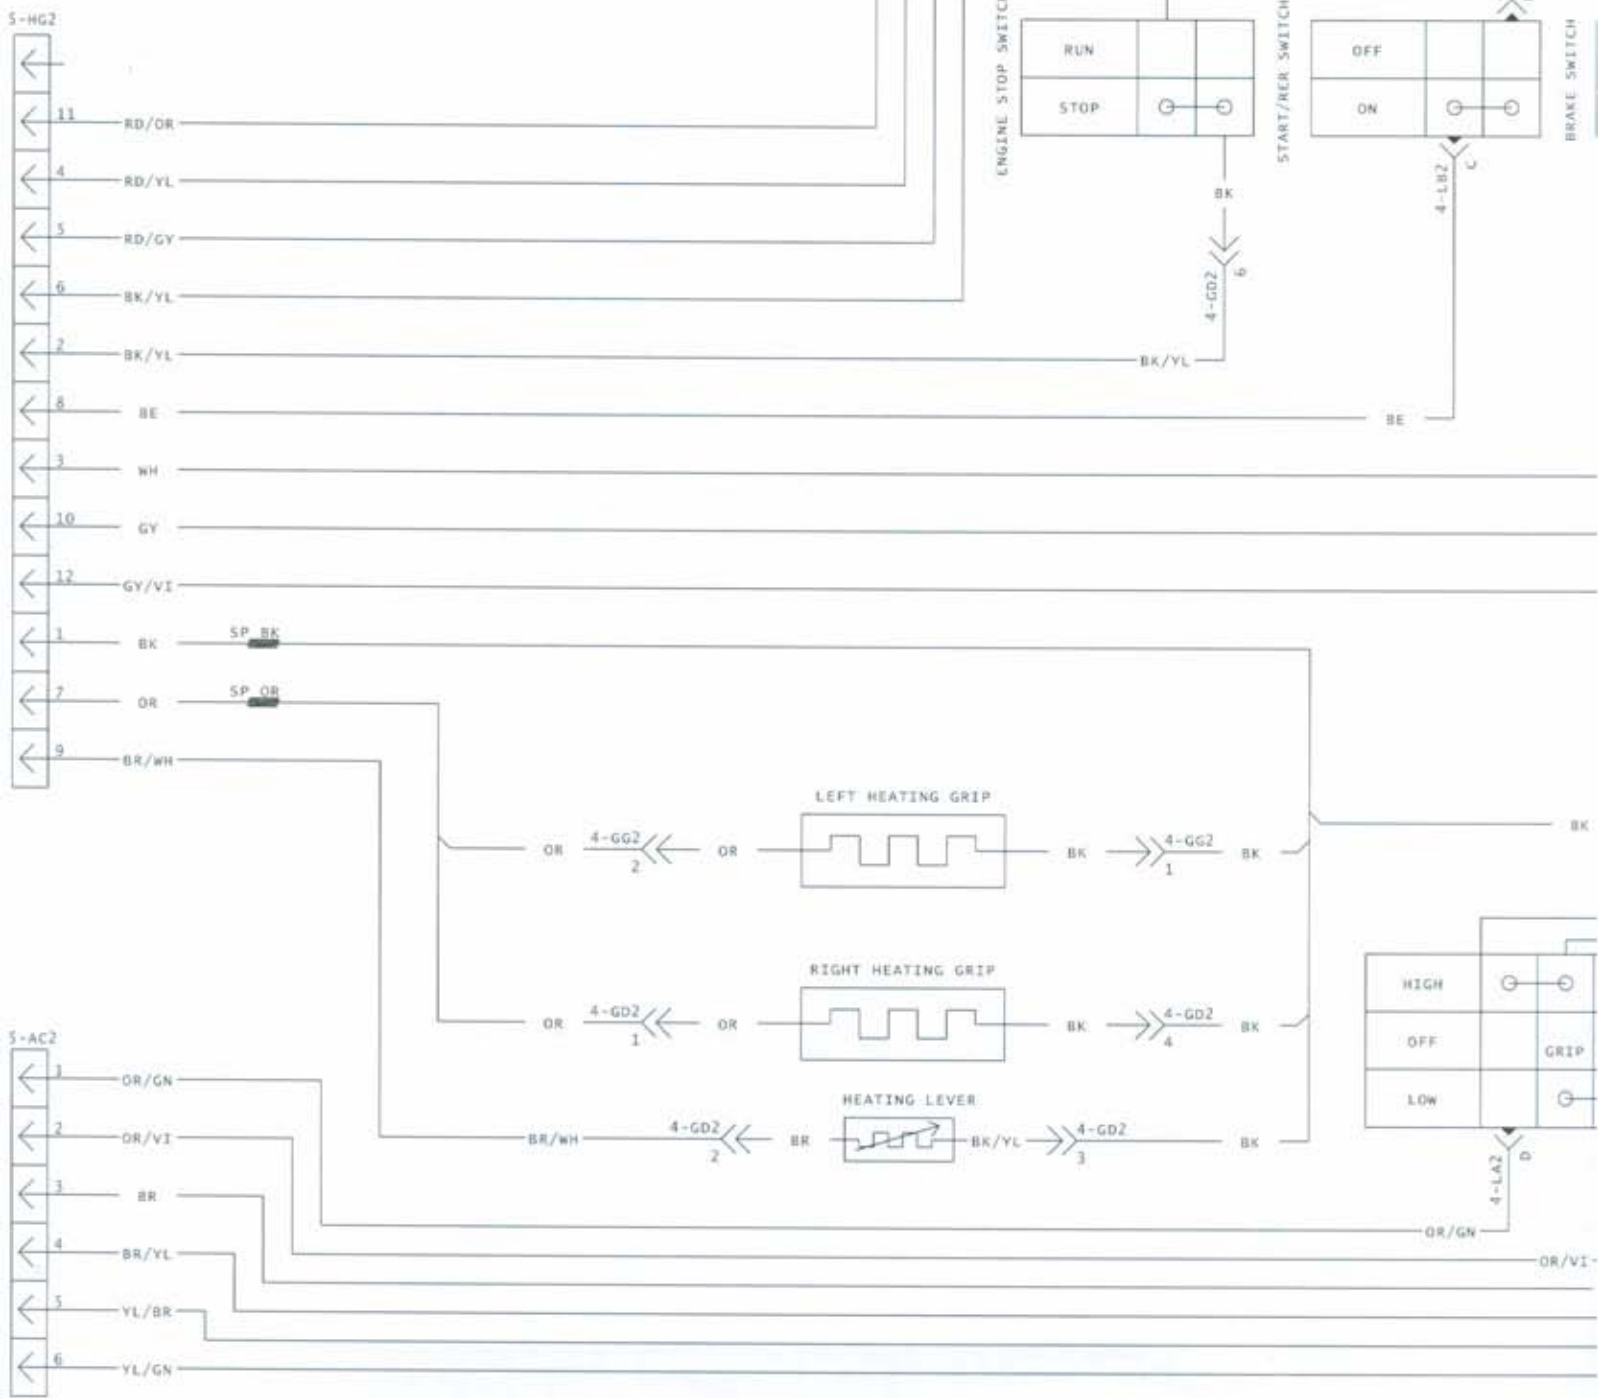 5-HG2
ENGINE STOP SWITC
RUN
STOP
START/RER SWITCH
OFF
ON
BRAKE SWITCH
11 RD/OR
4 RD/YL
5 RD/GY
6 BK/YL
2 BK/YL
BK
4-GD2 6
BK/YL
8 BE
4-LB2 C
BE
3 WH
10 GY
12 GY/VI
1 BK SP BK
7 OR SP OR
9 BR/WH
LEFT HEATING GRIP
OR 4-GG2 2 OR BK 4-GG2 1 BK
BK
RIGHT HEATING GRIP
OR 4-GD2 1 OR BK 4-GD2 4 BK
HEATING LEVER
BR/WH 4-GD2 2 BR BK/YL 4-GD2 3 BK
HIGH
OFF GRIP
LOW
4-LA2 D
5-AC2
1 OR/GN
OR/GN
2 OR/VI
OR/VI
3 BR
4 BR/YL
5 YL/BR
6 YL/GN